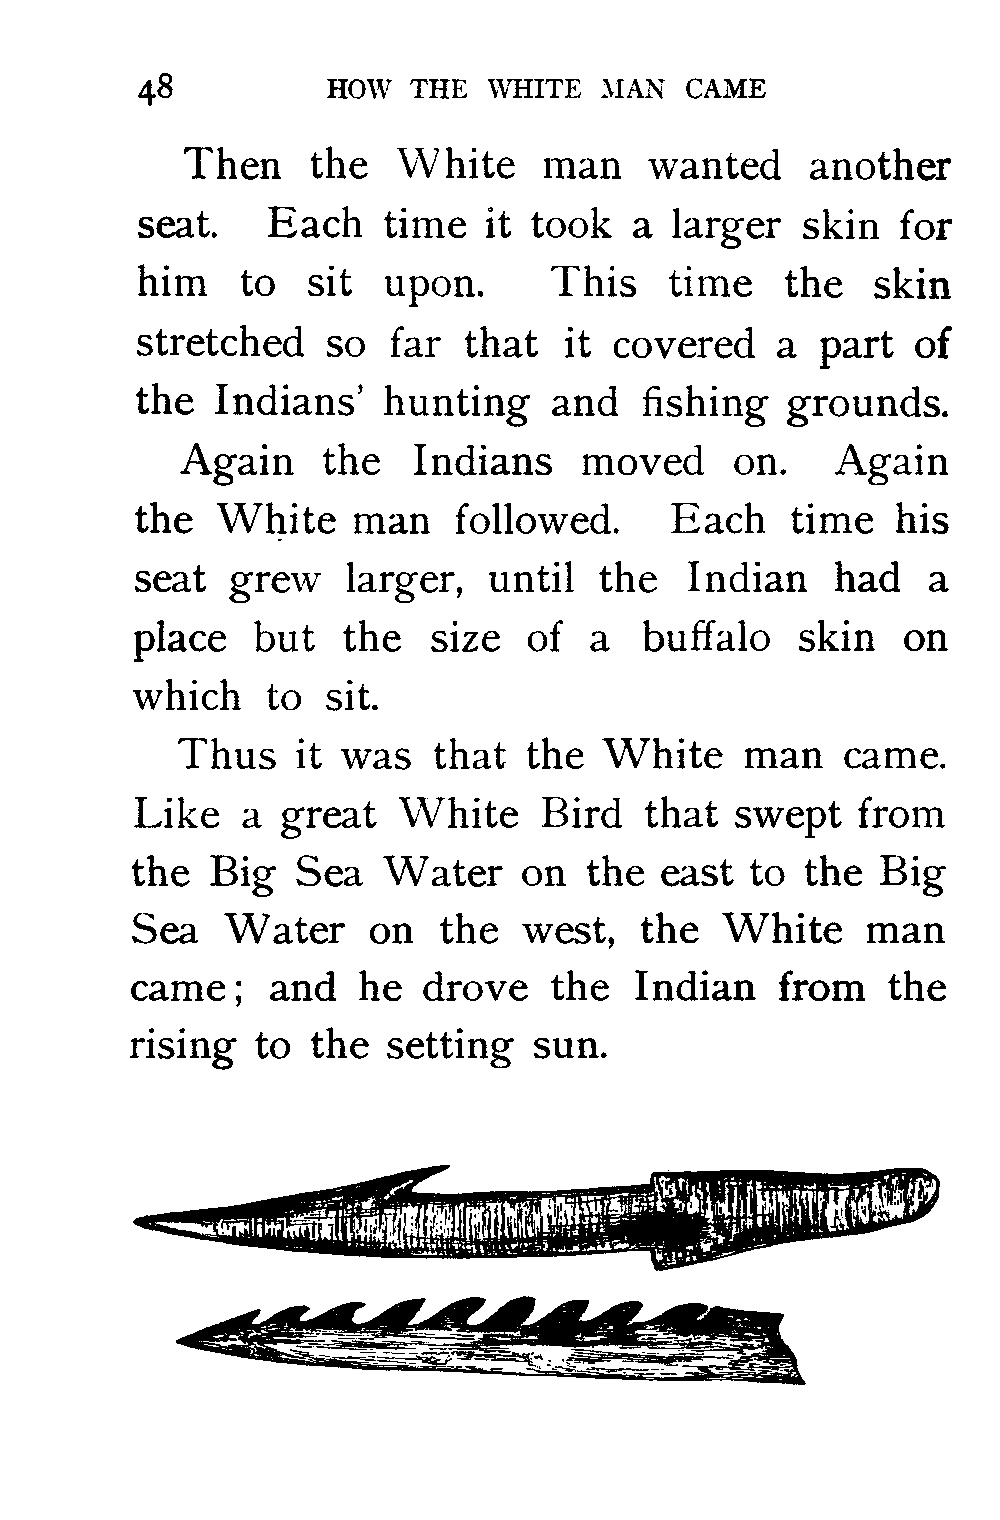 48 HOW THE WHITE MAN CAME
Then the White man wanted another
seat. Each time it took a larger skin for
him to sit upon. This time the skin
stretched so far that it covered a part of
the Indians' hunting and fishing grounds.
Again the Indians moved on. Again
the White man followed. Each time his
seat grew larger, until the Indian had a
place but the size of a buffalo skin on
which to sit.
Thus it was that the White man came.
Like a great White Bird that swept from
the Big Sea Water on the east to the Big
Sea Water on the west, the White man
came; and he drove the Indian from the
rising to the setting sun.